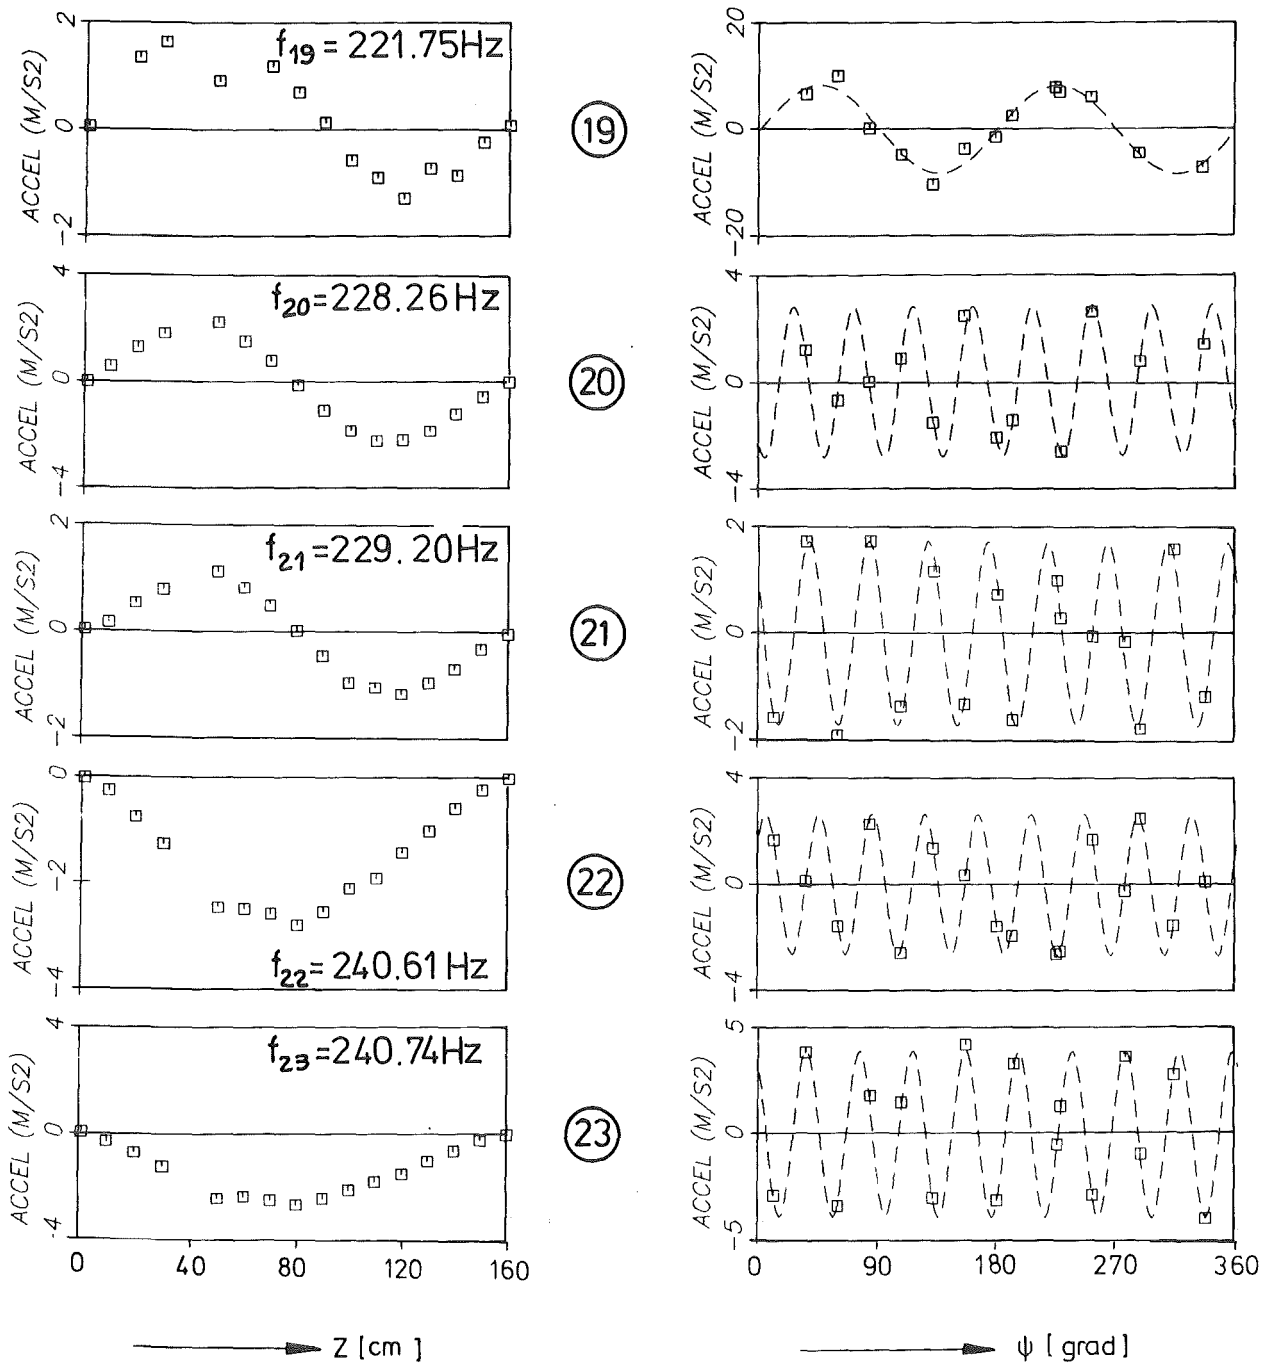 ACCEL (M/S2)
2
0
-2
f19 = 221.75Hz
19
ACCEL (M/S2)
20
0
-20
ACCEL (M/S2)
4
0
-4
f20=228.26Hz
20
ACCEL (M/S2)
4
0
-4
ACCEL (M/S2)
2
0
-2
f21=229.20Hz
21
ACCEL (M/S2)
2
0
-2
ACCEL (M/S2)
0
-2
-4
f22=240.61 Hz
22
ACCEL (M/S2)
4
0
-4
ACCEL (M/S2)
4
0
-4
f23=240.74Hz
23
ACCEL (M/S2)
5
0
-5
0 40 80 120 160
0 90 180 270 360
Z [cm]
ψ [grad]